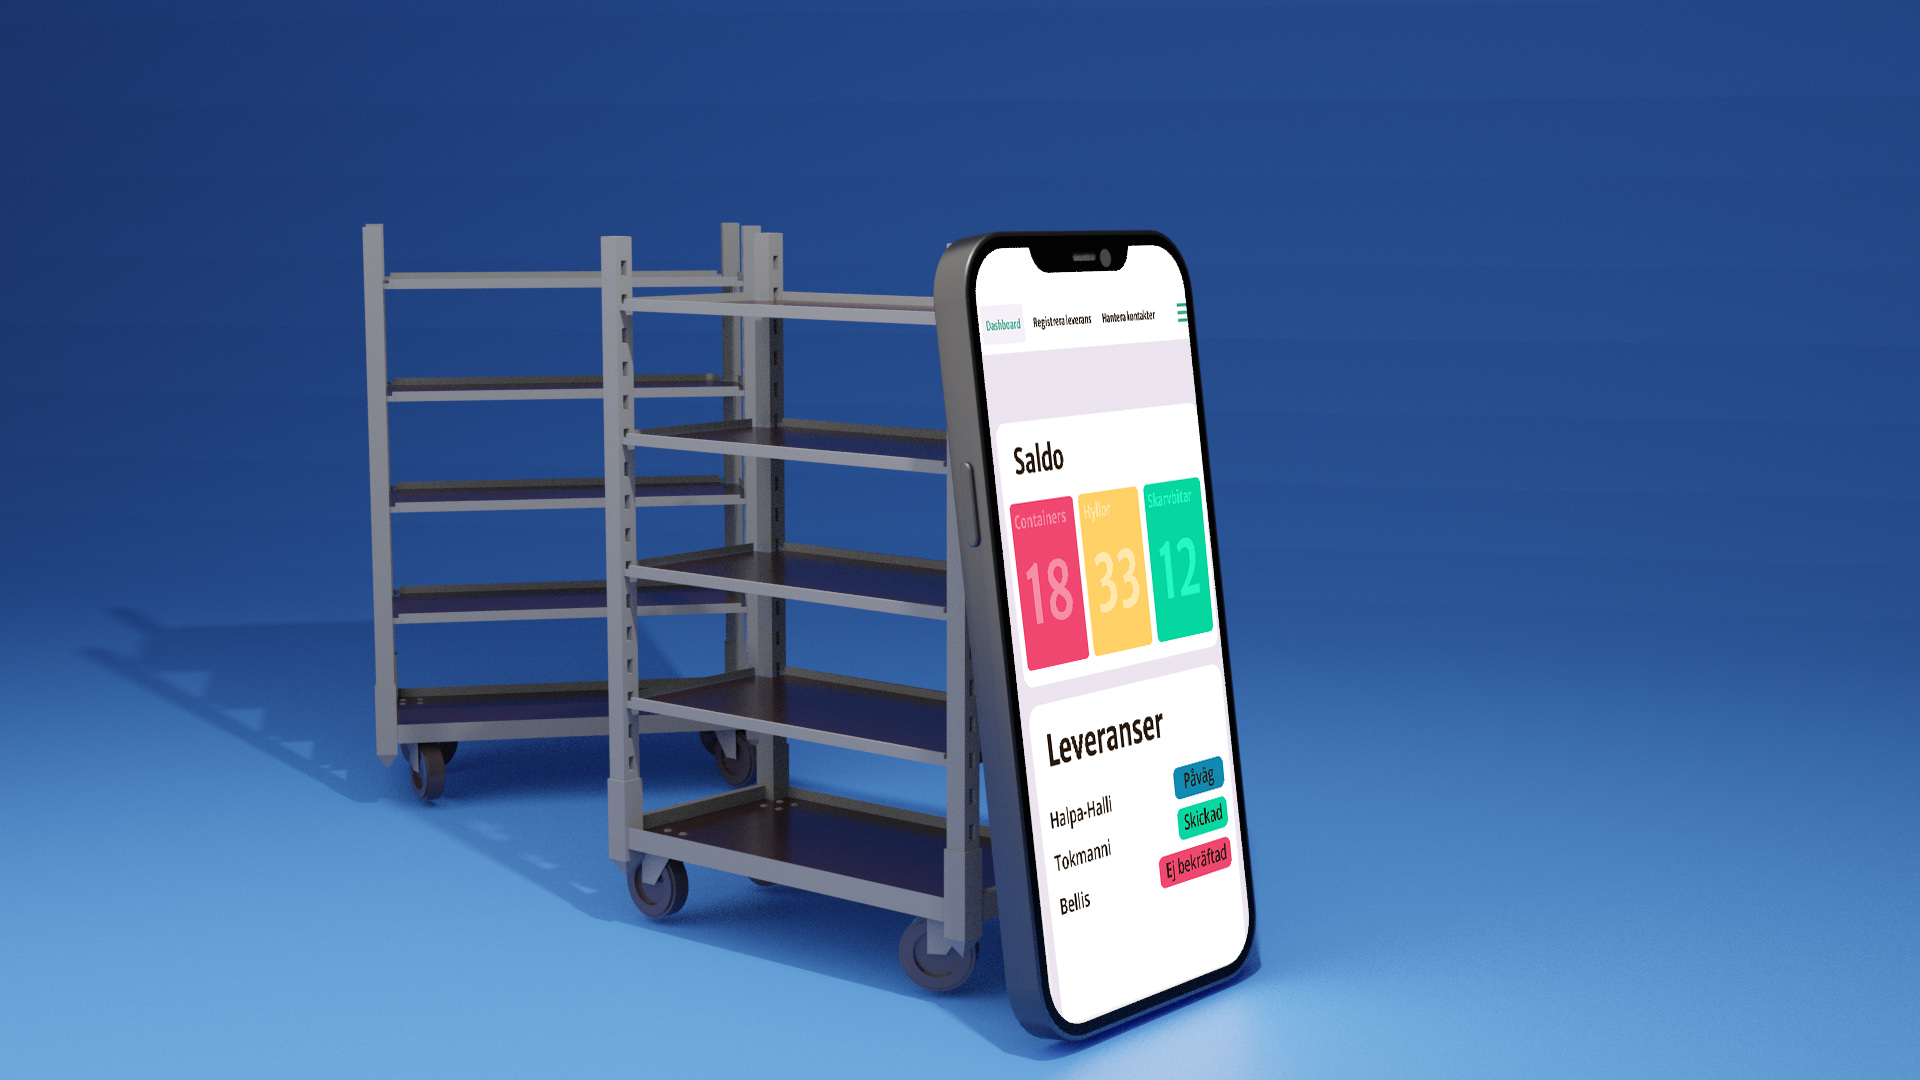 Dashboard Registrera leverans Hantera kontakter
Saldo
Containers Hyllor Skarvbitar
18 33 12
Leveranser
Halpa-Halli Påväg
Tokmanni Skickad
Bellis Ej bekräftad